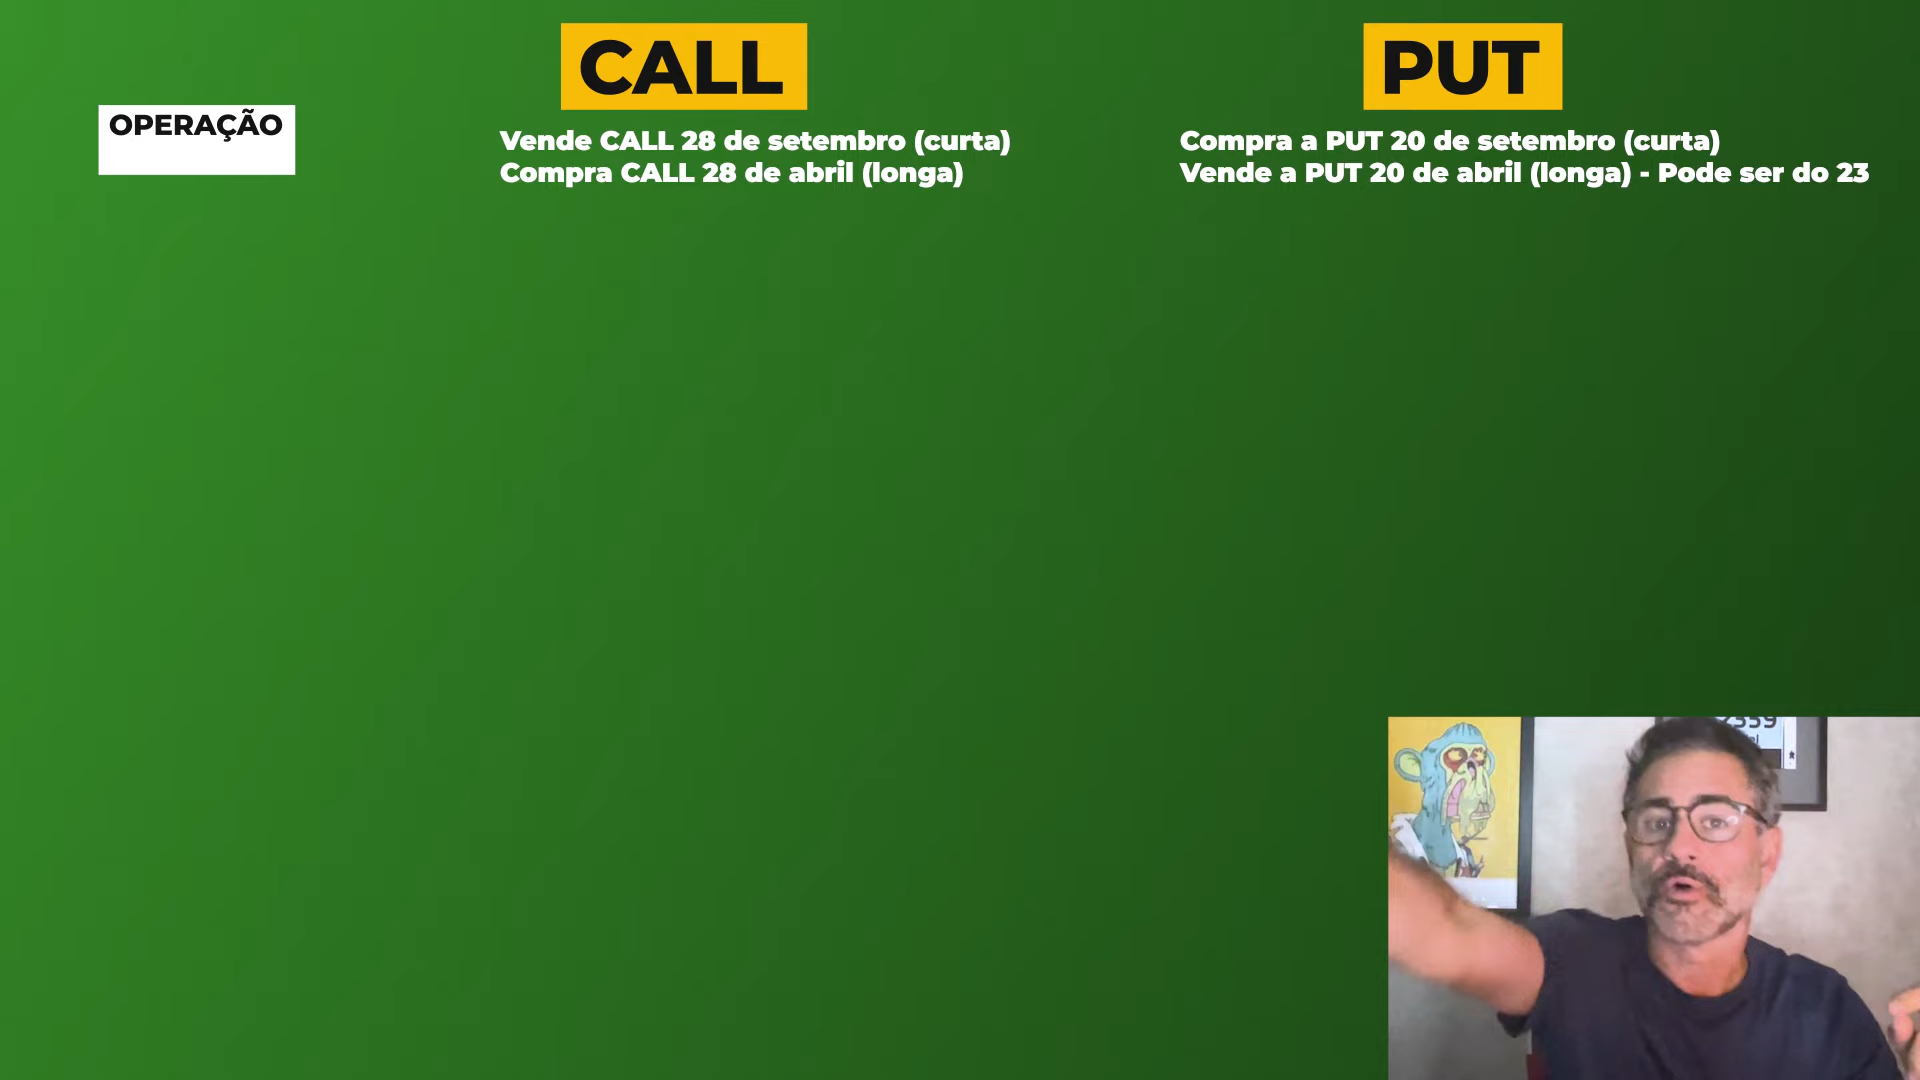 CALL
PUT
OPERAÇÃO
Vende CALL 28 de setembro (curta)
Compra CALL 28 de abril (longa)
Compra a PUT 20 de setembro (curta)
Vende a PUT 20 de abril (longa) - Pode ser do 23